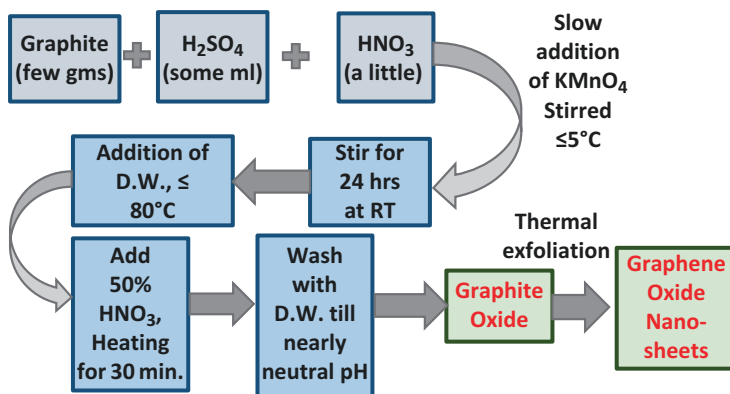 Graphite
(few gms)
H₂SO₄
(some ml)
HNO₃
(a little)
Slow
addition
of KMnO₄
Stirred
≤5°C
Stir for
24 hrs
at RT
Addition of
D.W., ≤
80°C
Add
50%
HNO₃,
Heating
for 30 min.
Wash
with
D.W. till
nearly
neutral pH
Graphite
Oxide
Thermal
exfoliation
Graphene
Oxide
Nano-
sheets